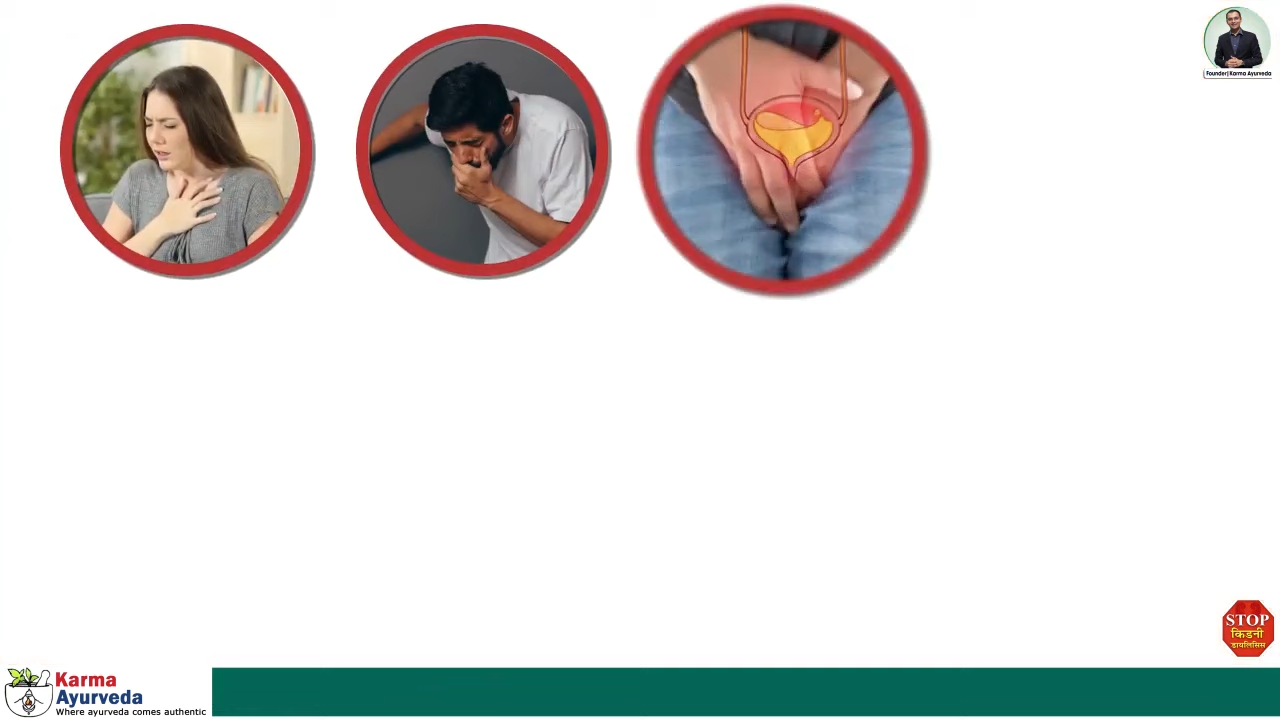 Founder|Karma Ayurveda
STOP
किडनी
डायलिसिस
Karma
Ayurveda
Where ayurveda comes authentic